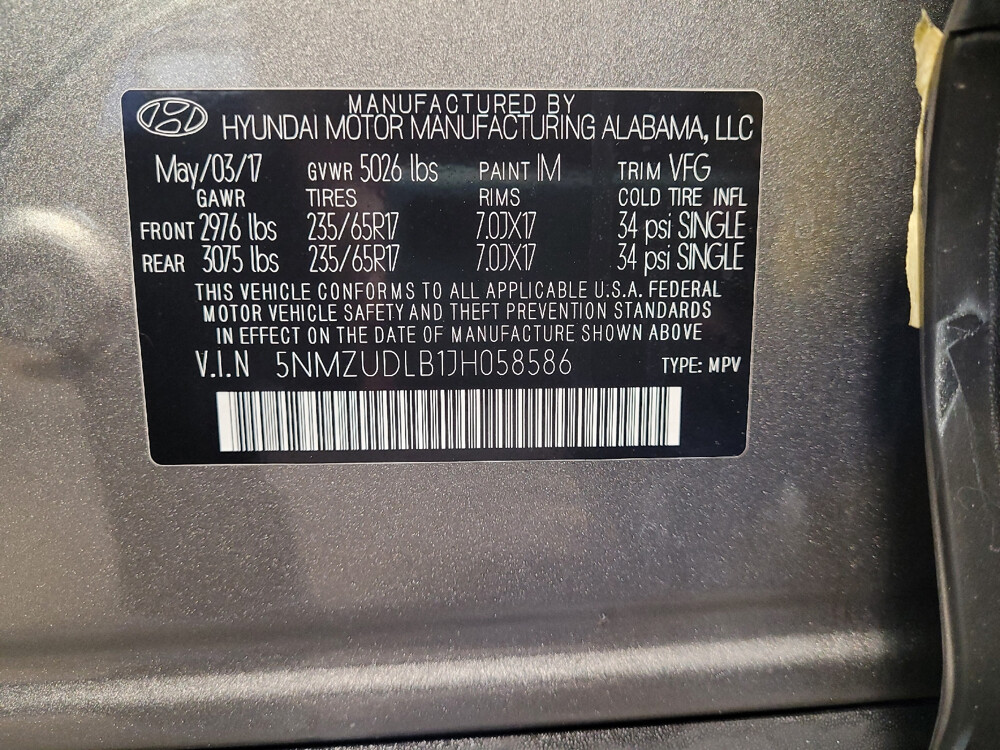 MANUFACTURED BY
HYUNDAI MOTOR MANUFACTURING ALABAMA, LLC
May/03/17 GVWR 5026 lbs PAINT IM TRIM VFG
GAWR TIRES RIMS COLD TIRE INFL
FRONT 2976 lbs 235/65R17 7.0JX17 34 psi SINGLE
REAR 3075 lbs 235/65R17 7.0JX17 34 psi SINGLE
THIS VEHICLE CONFORMS TO ALL APPLICABLE U.S.A. FEDERAL
MOTOR VEHICLE SAFETY AND THEFT PREVENTION STANDARDS
IN EFFECT ON THE DATE OF MANUFACTURE SHOWN ABOVE
V.I.N 5NMZUDLB1JH058586 TYPE: MPV